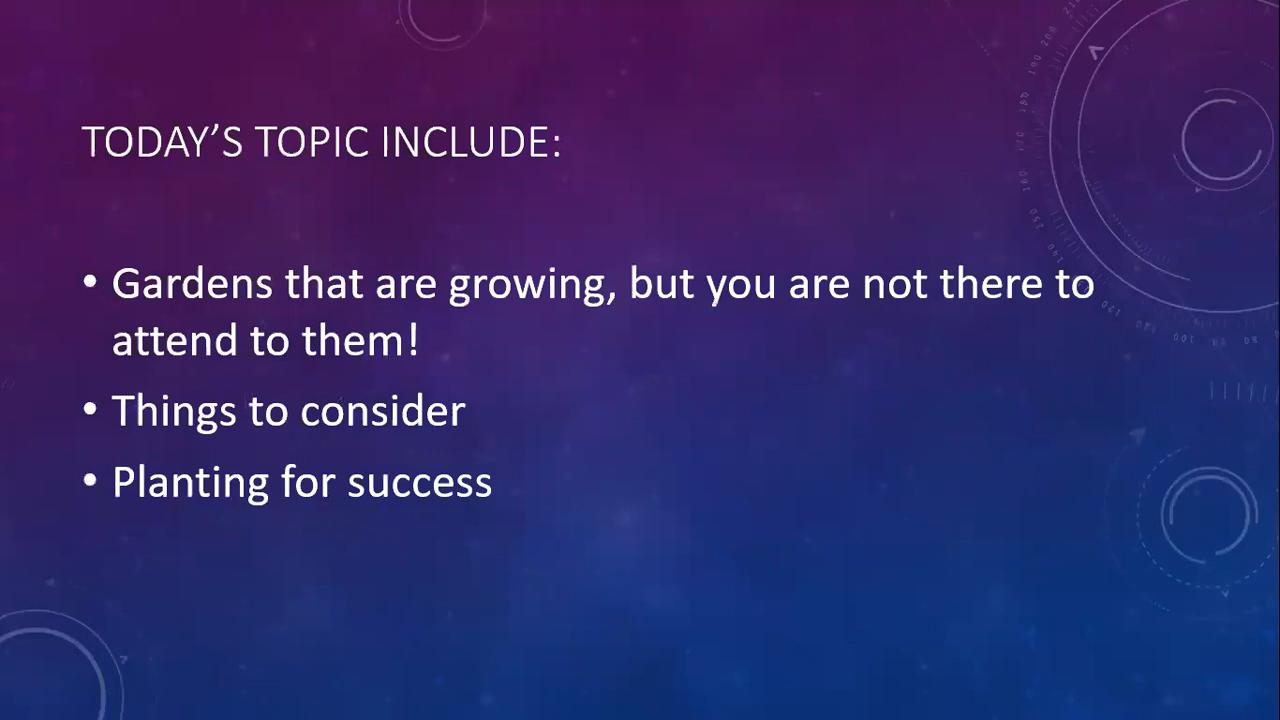 TODAY’S TOPIC INCLUDE:
• Gardens that are growing, but you are not there to
attend to them!
• Things to consider
• Planting for success